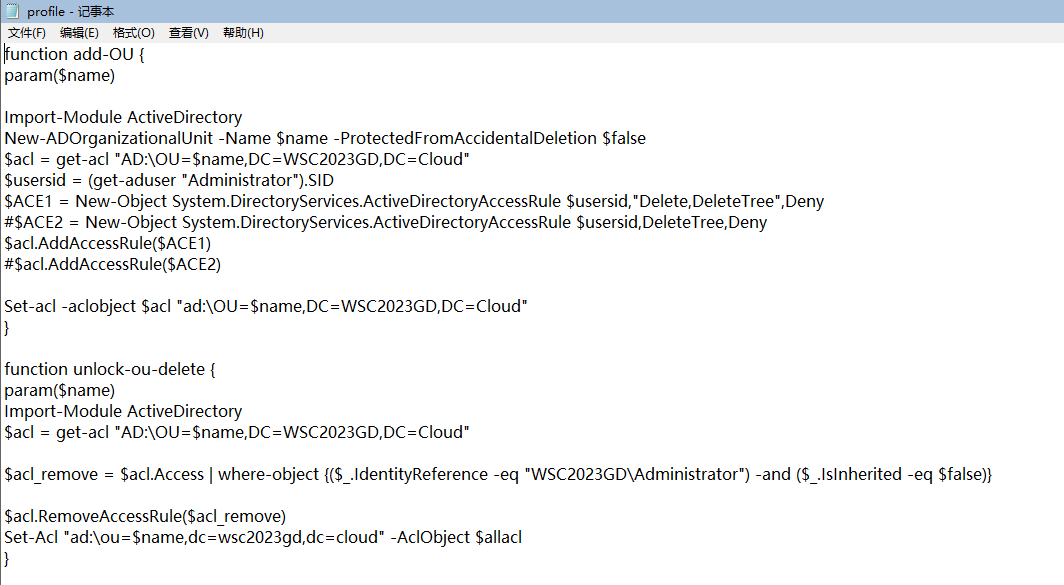 profile - 记事本
文件(F) 编辑(E) 格式(O) 查看(V) 帮助(H)
function add-OU {
param($name)
Import-Module ActiveDirectory
New-ADOrganizationalUnit -Name $name -ProtectedFromAccidentalDeletion $false
$acl = get-acl "AD:\OU=$name,DC=WSC2023GD,DC=Cloud"
$usersid = (get-aduser "Administrator").SID
$ACE1 = New-Object System.DirectoryServices.ActiveDirectoryAccessRule $usersid,"Delete,DeleteTree",Deny
#$ACE2 = New-Object System.DirectoryServices.ActiveDirectoryAccessRule $usersid,DeleteTree,Deny
$acl.AddAccessRule($ACE1)
#$acl.AddAccessRule($ACE2)
Set-acl -aclobject $acl "ad:\OU=$name,DC=WSC2023GD,DC=Cloud"
}
function unlock-ou-delete {
param($name)
Import-Module ActiveDirectory
$acl = get-acl "AD:\OU=$name,DC=WSC2023GD,DC=Cloud"
$acl_remove = $acl.Access | where-object {($_.IdentityReference -eq "WSC2023GD\Administrator") -and ($_.IsInherited -eq $false)}
$acl.RemoveAccessRule($acl_remove)
Set-Acl "ad:\ou=$name,dc=wsc2023gd,dc=cloud" -AclObject $allacl
}